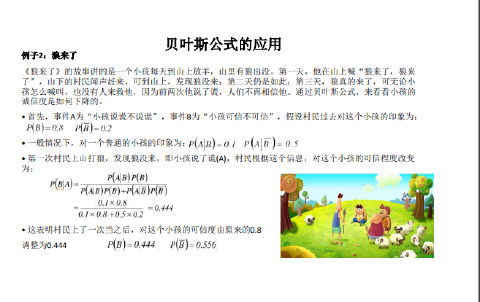 贝叶斯公式的应用
例子2：狼来了
《狼来了》的故事讲的是一个小孩每天到山上放羊，山里有狼出没。第一天，他在山上喊“狼来了，狼来
了”，山下的村民闻声赶来，可到山上，发现狼没来；第二天仍是如此；第三天，狼真的来了，可无论小
孩怎么喊叫，也没有人来救他，因为前两次他说了谎，人们不再相信他。通过贝叶斯公式，来看看小孩的
诚信度是如何下降的。
• 首先，事件A为“小孩说谎不说谎”，事件B为“小孩可信不可信”，假设村民过去对这个小孩的印象为：
P(B)=0.8 P(B̅)=0.2
• 一般情况下，对一个普通的小孩的印象为：P(A|B)=0.1 P(A|B̅)=0.5
• 第一次村民上山打狼，发现狼没来，即小孩说了谎(A)，村民根据这个信息，对这个小孩的可信程度改变
为：
P(B|A)=P(A|B)P(B)/P(A|B)P(B)+P(A|B̅)P(B̅)
=0.1×0.8/0.1×0.8+0.5×0.2=0.444
• 这表明村民上了一次当之后，对这个小孩的可信度由原来的0.8
调整为0.444 P(B)=0.444 P(B̅)=0.556